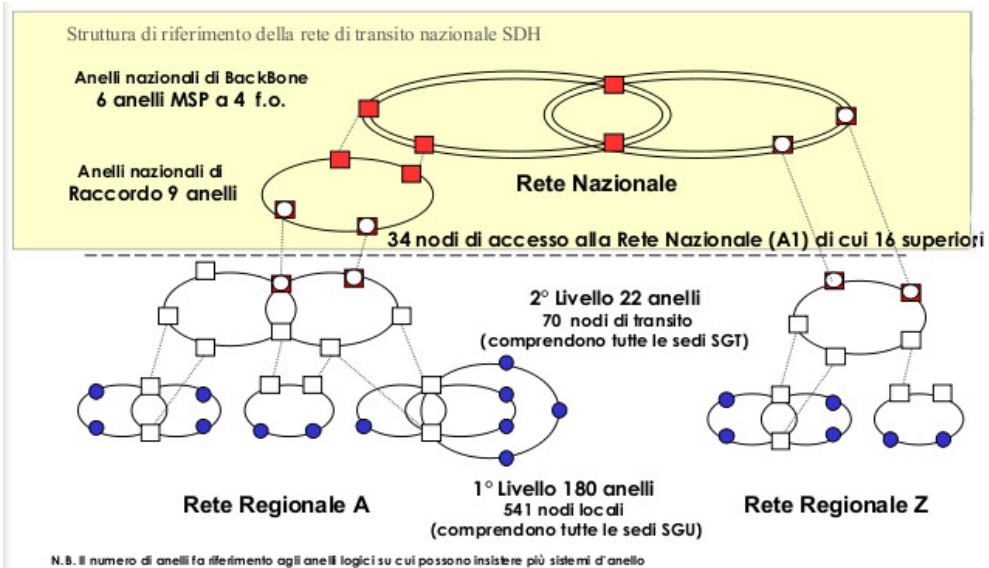 Struttura di riferimento della rete di transito nazionale SDH
Anelli nazionali di BackBone
6 anelli MSP a 4 f.o.
Anelli nazionali di
Raccordo 9 anelli
Rete Nazionale
34 nodi di accesso alla Rete Nazionale (A1) di cui 16 superiori
2° Livello 22 anelli
70 nodi di transito
(comprendono tutte le sedi SGT)
1° Livello 180 anelli
541 nodi locali
(comprendono tutte le sedi SGU)
Rete Regionale A
Rete Regionale Z
N.B. Il numero di anelli fa riferimento agli anelli logici su cui possono insistere più sistemi d'anello